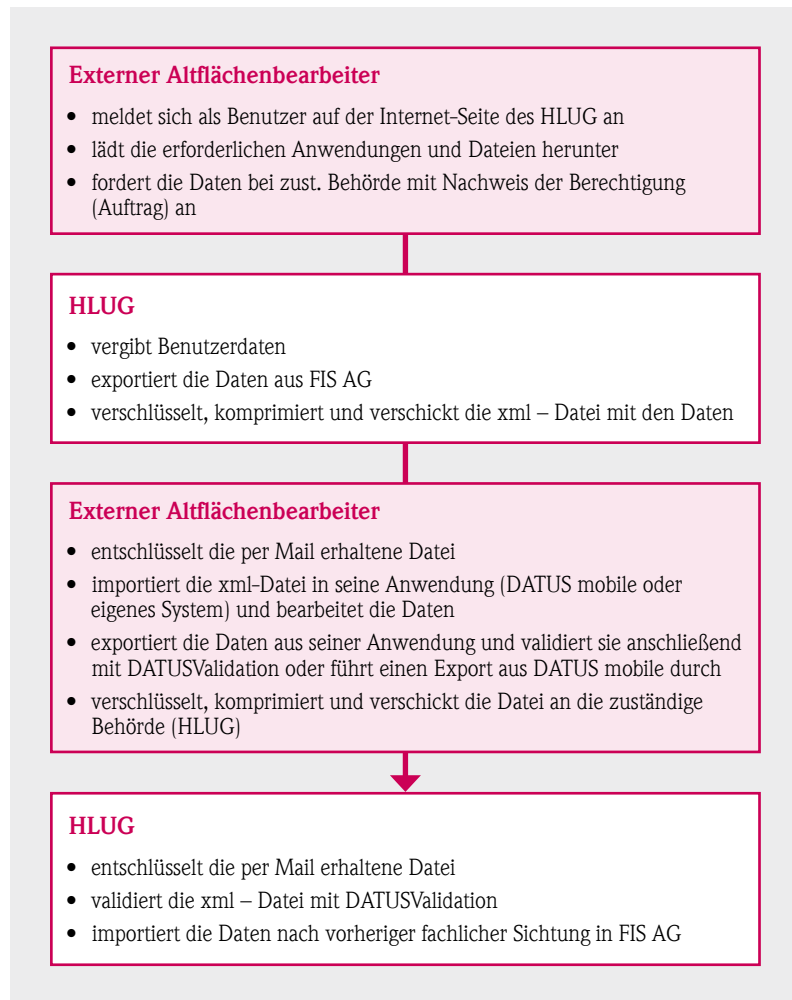 Externer Altflächenbearbeiter
• meldet sich als Benutzer auf der Internet-Seite des HLUG an
• lädt die erforderlichen Anwendungen und Dateien herunter
• fordert die Daten bei zust. Behörde mit Nachweis der Berechtigung
(Auftrag) an
HLUG
• vergibt Benutzerdaten
• exportiert die Daten aus FIS AG
• verschlüsselt, komprimiert und verschickt die xml – Datei mit den Daten
Externer Altflächenbearbeiter
• entschlüsselt die per Mail erhaltene Datei
• importiert die xml-Datei in seine Anwendung (DATUS mobile oder
eigenes System) und bearbeitet die Daten
• exportiert die Daten aus seiner Anwendung und validiert sie anschließend
mit DATUSValidation oder führt einen Export aus DATUS mobile durch
• verschlüsselt, komprimiert und verschickt die Datei an die zuständige
Behörde (HLUG)
HLUG
• entschlüsselt die per Mail erhaltene Datei
• validiert die xml – Datei mit DATUSValidation
• importiert die Daten nach vorheriger fachlicher Sichtung in FIS AG